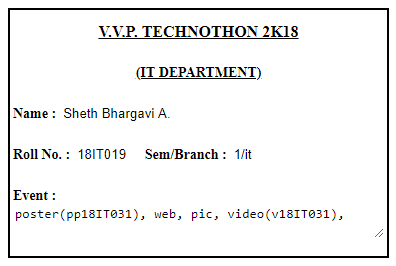 V.V.P. TECHNOTHON 2K18
(IT DEPARTMENT)
Name : Sheth Bhargavi A.
Roll No. : 18IT019 Sem/Branch : 1/it
Event :
poster(pp18IT031), web, pic, video(v18IT031),